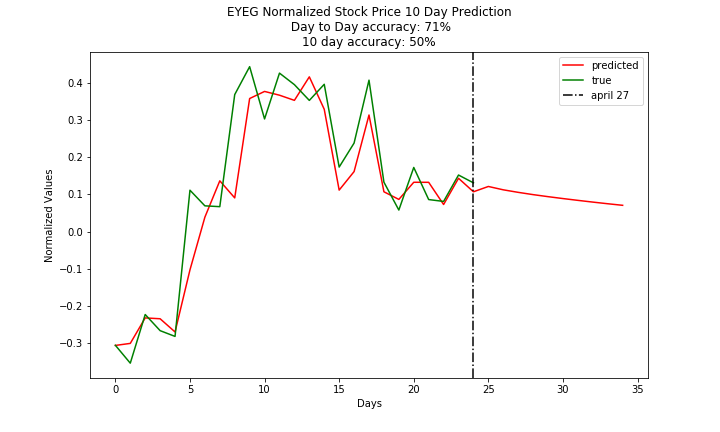 EYEG Normalized Stock Price 10 Day Prediction
Day to Day accuracy: 71%
10 day accuracy: 50%
predicted
true
april 27
0.4
0.3
0.2
0.1
0.0
−0.1
−0.2
−0.3
Normalized Values
0 5 10 15 20 25 30 35
Days